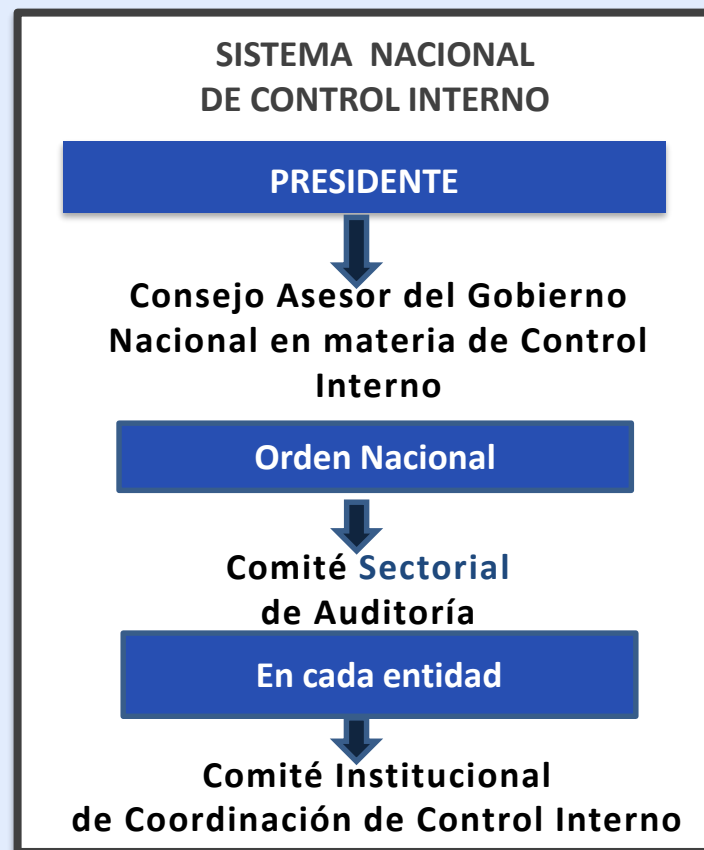 SISTEMA NACIONAL
DE CONTROL INTERNO
PRESIDENTE
Consejo Asesor del Gobierno
Nacional en materia de Control
Interno
Orden Nacional
Comité Sectorial
de Auditoría
En cada entidad
Comité Institucional
de Coordinación de Control Interno